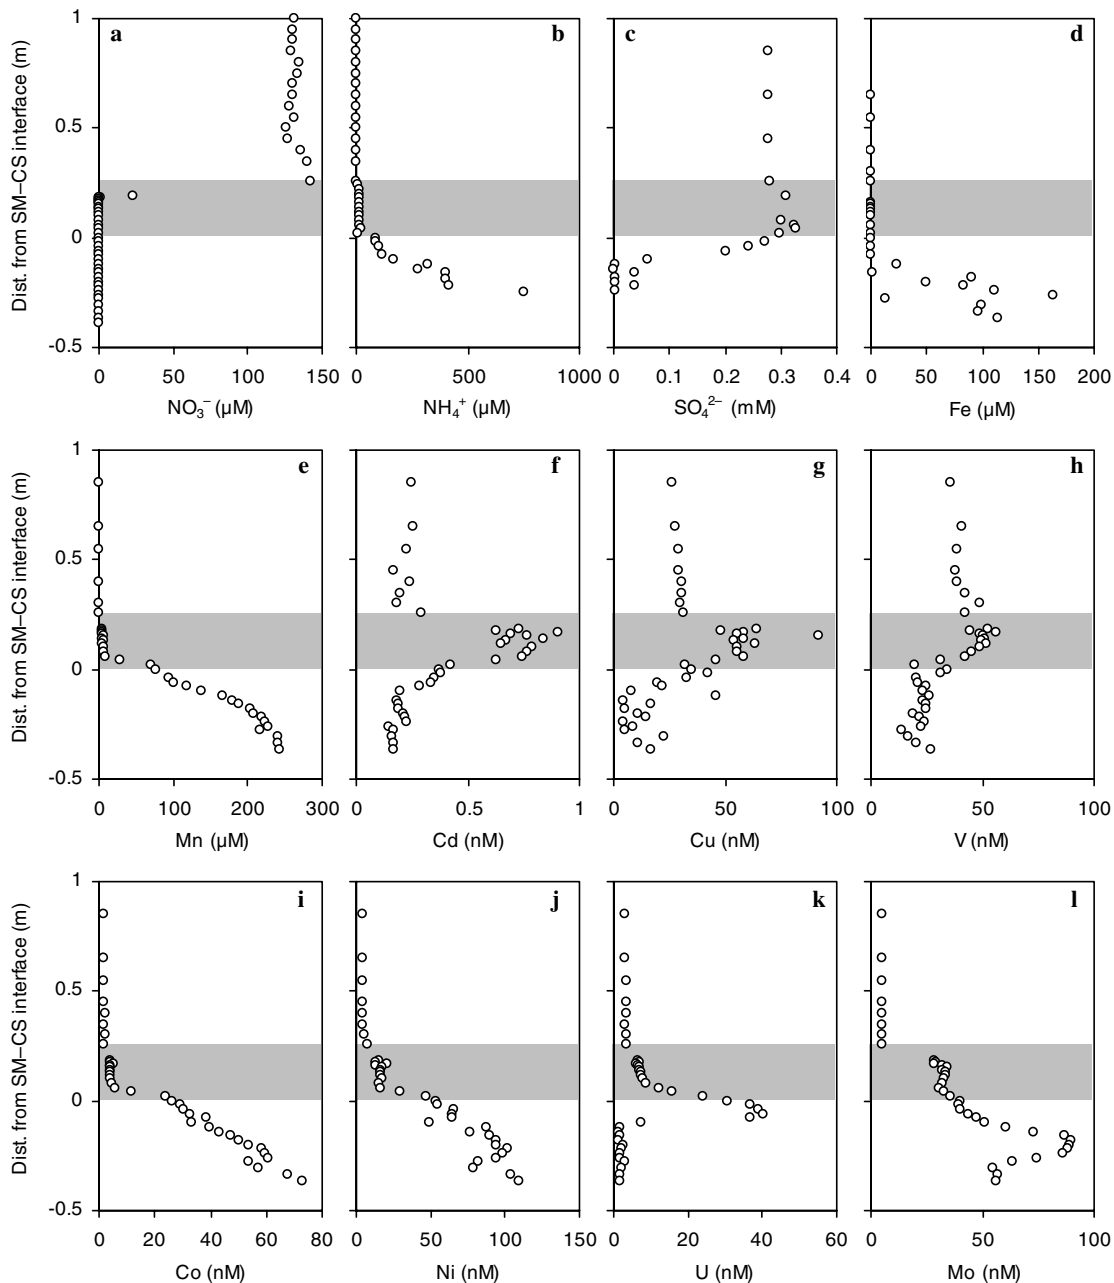 1
0.5
0
-0.5
Dist. from SM–CS interface (m)
a
b
c
d
0 50 100 150
0 500 1000
0 0.1 0.2 0.3 0.4
0 50 100 150 200
NO₃⁻ (µM)
NH₄⁺ (µM)
SO₄²⁻ (mM)
Fe (µM)
1
0.5
0
-0.5
Dist. from SM–CS interface (m)
e
f
g
h
0 100 200 300
0 0.5 1
0 50 100
0 50 100
Mn (µM)
Cd (nM)
Cu (nM)
V (nM)
1
0.5
0
-0.5
Dist. from SM–CS interface (m)
i
j
k
l
0 20 40 60 80
0 50 100 150
0 20 40 60
0 50 100
Co (nM)
Ni (nM)
U (nM)
Mo (nM)